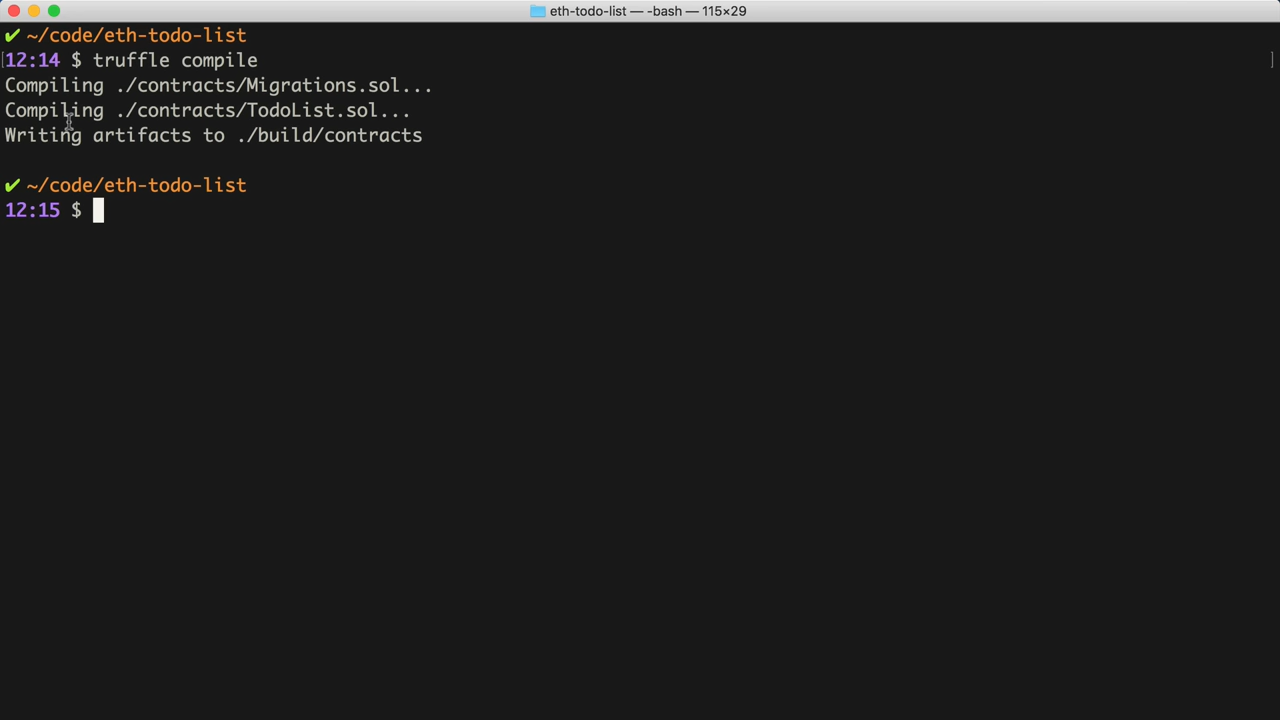 eth-todo-list — -bash — 115×29
✔ ~/code/eth-todo-list
[12:14 $ truffle compile ]
Compiling ./contracts/Migrations.sol...
Compiling ./contracts/TodoList.sol...
Writing artifacts to ./build/contracts
✔ ~/code/eth-todo-list
12:15 $